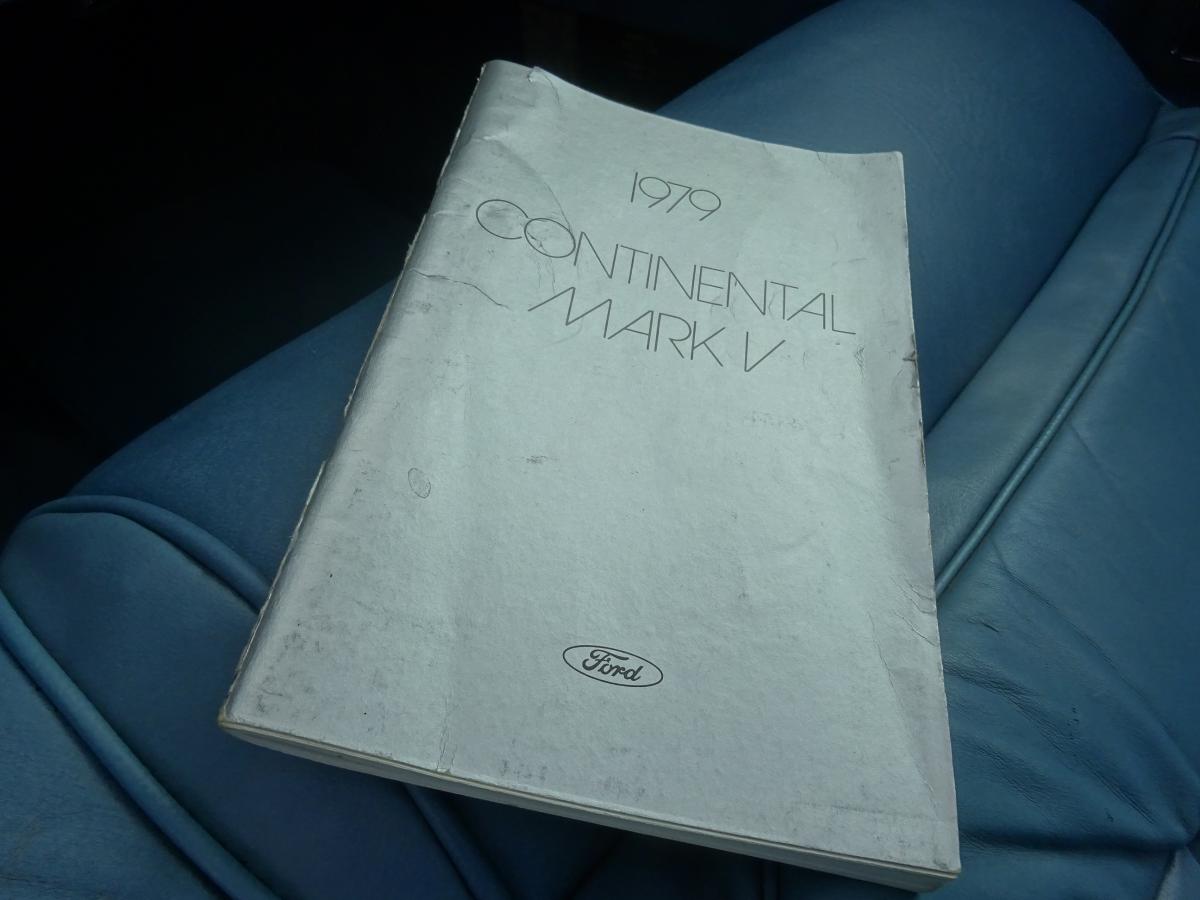 1979
CONTINENTAL
MARK V
Ford